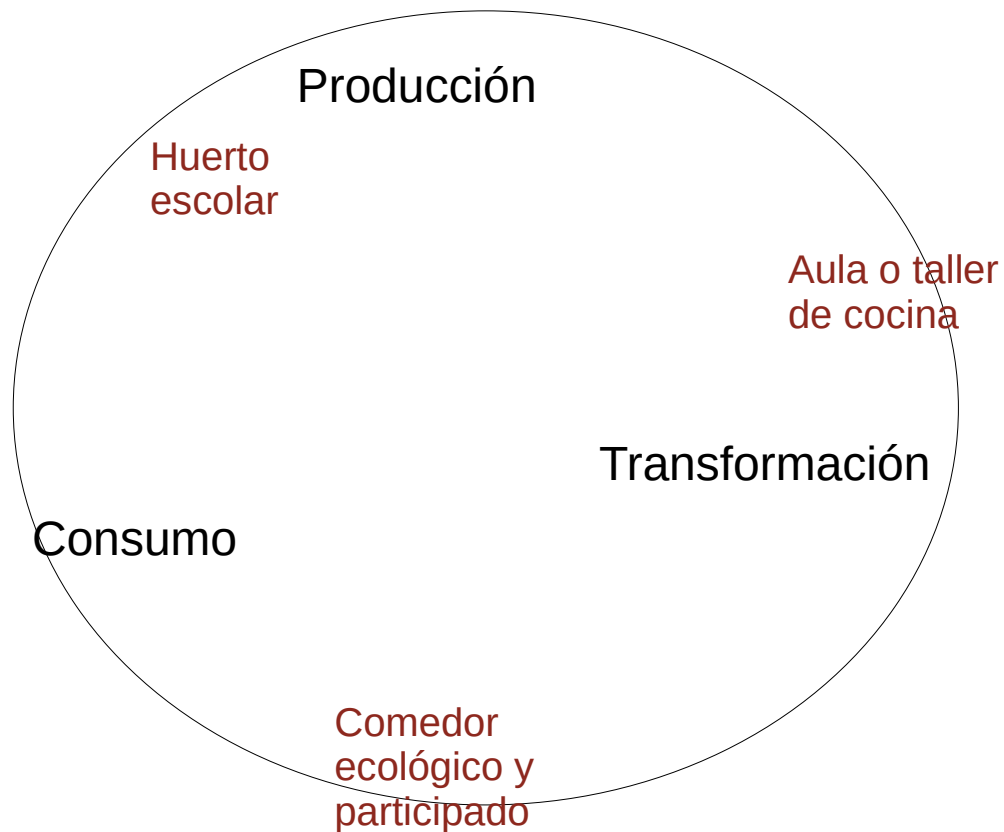 Producción
Huerto
escolar
Aula o taller
de cocina
Transformación
Consumo
Comedor
ecológico y
participado